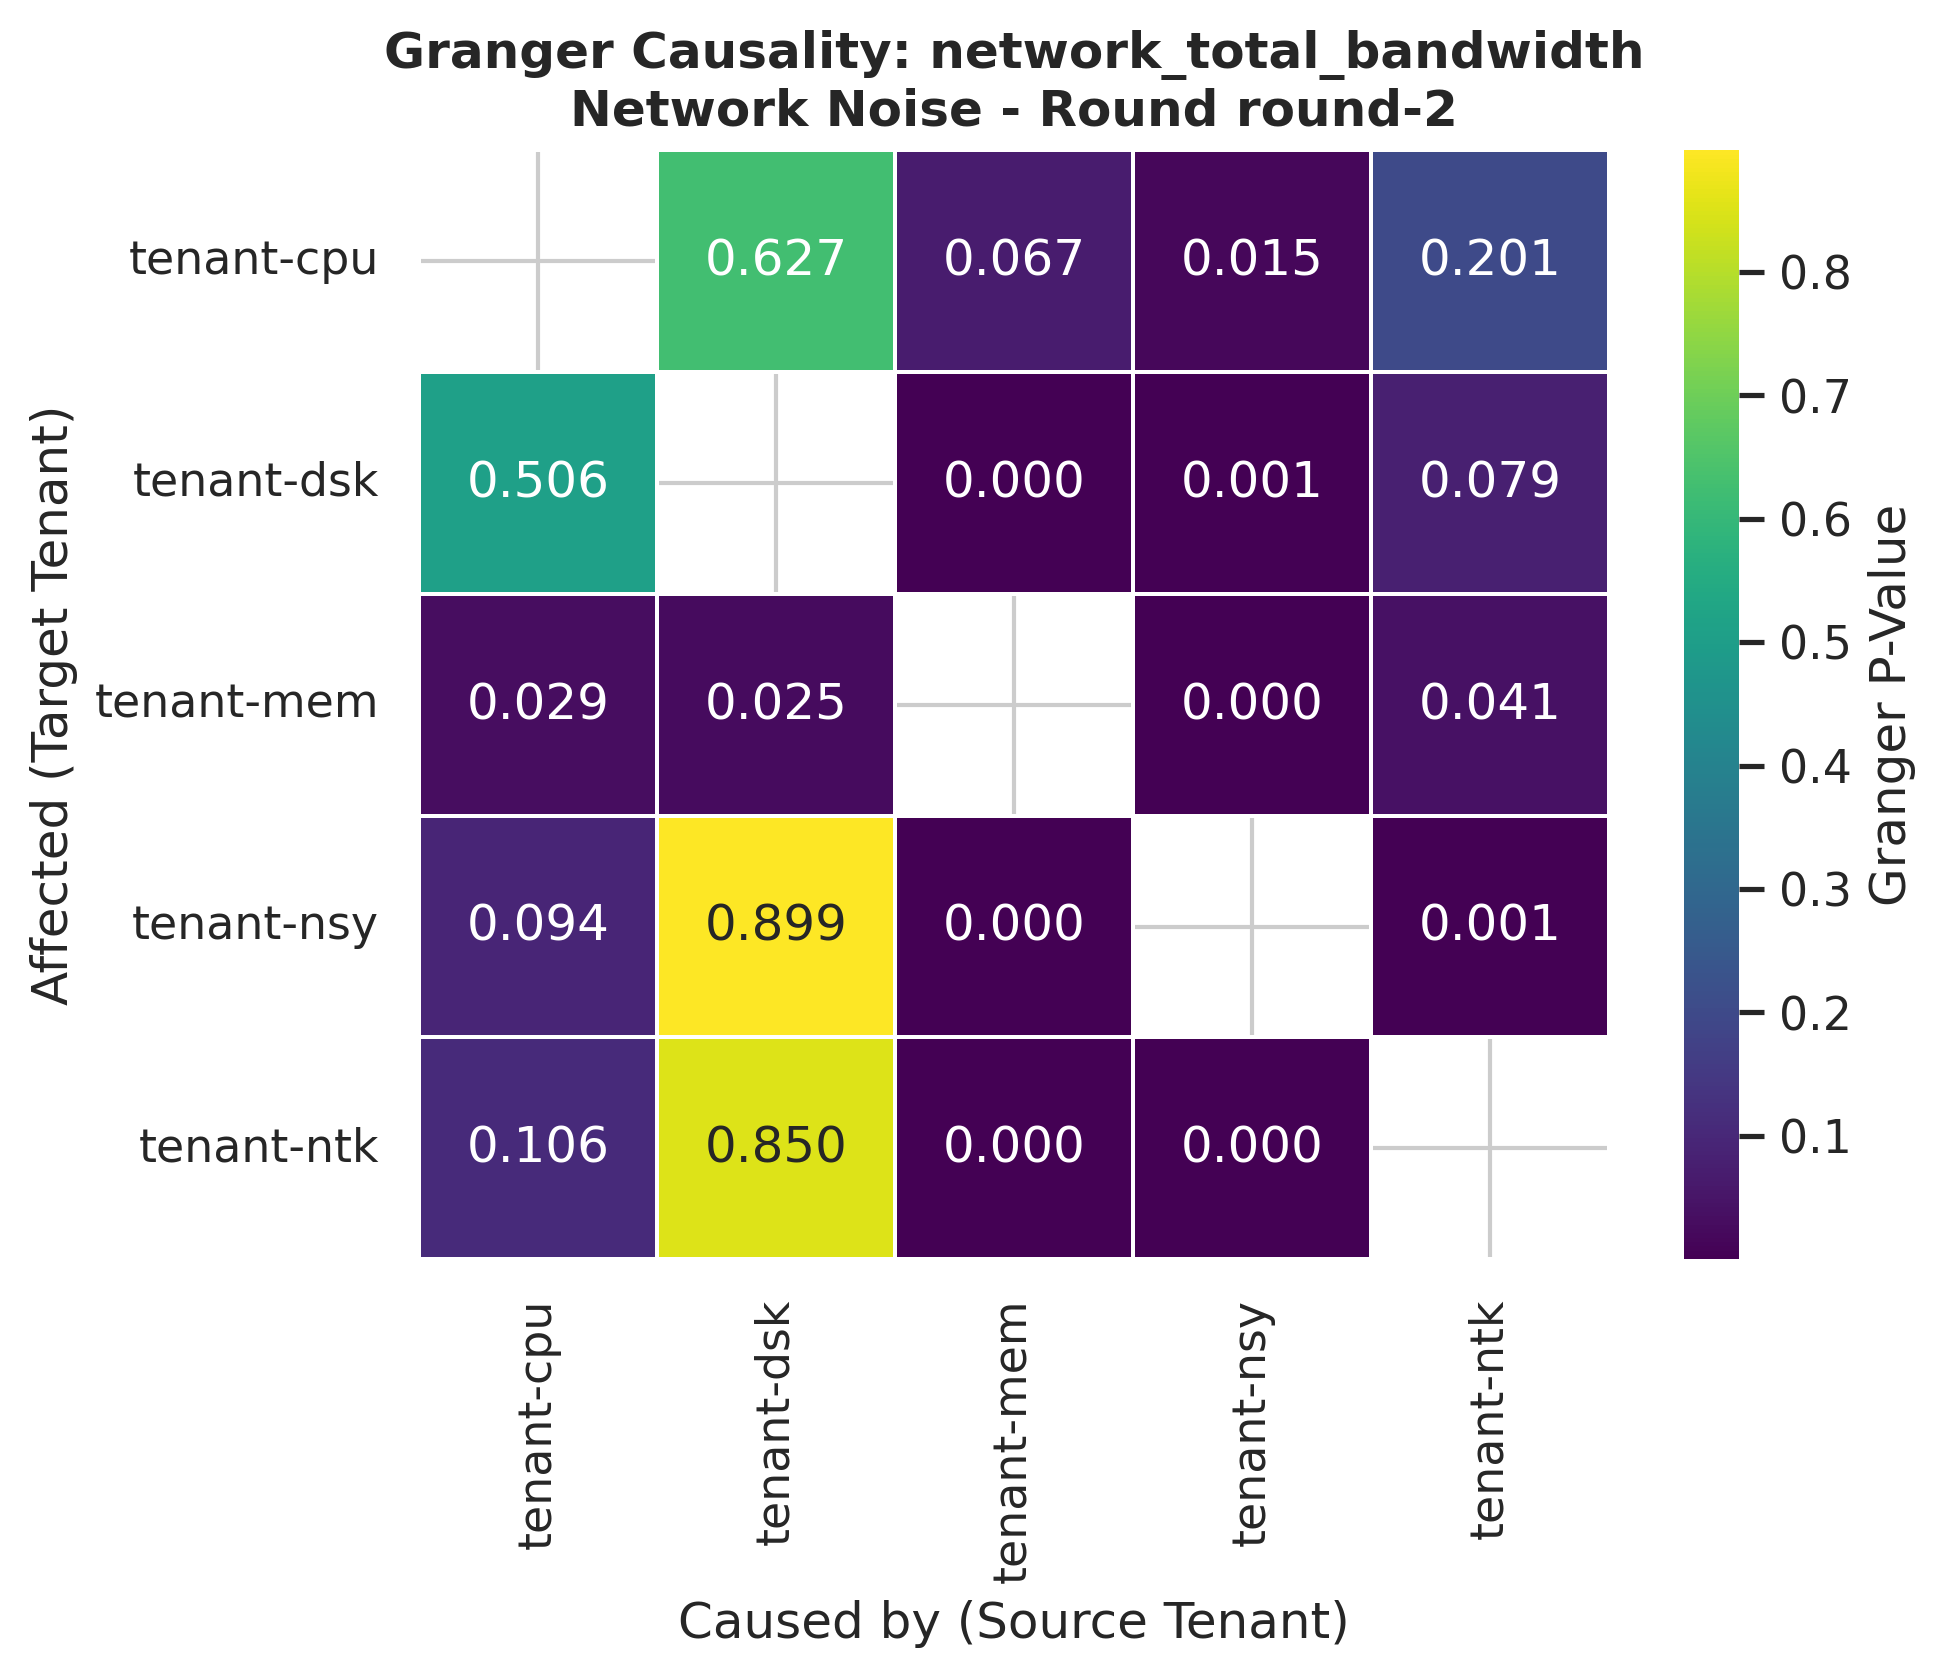 Granger Causality: network_total_bandwidth
Network Noise - Round round-2
Affected (Target Tenant)
tenant-cpu 0.627 0.067 0.015 0.201
tenant-dsk 0.506 0.000 0.001 0.079
tenant-mem 0.029 0.025 0.000 0.041
tenant-nsy 0.094 0.899 0.000 0.001
tenant-ntk 0.106 0.850 0.000 0.000
tenant-cpu
tenant-dsk
tenant-mem
tenant-nsy
tenant-ntk
Caused by (Source Tenant)
0.8
0.7
0.6
0.5
0.4
0.3
0.2
0.1
Granger P-Value